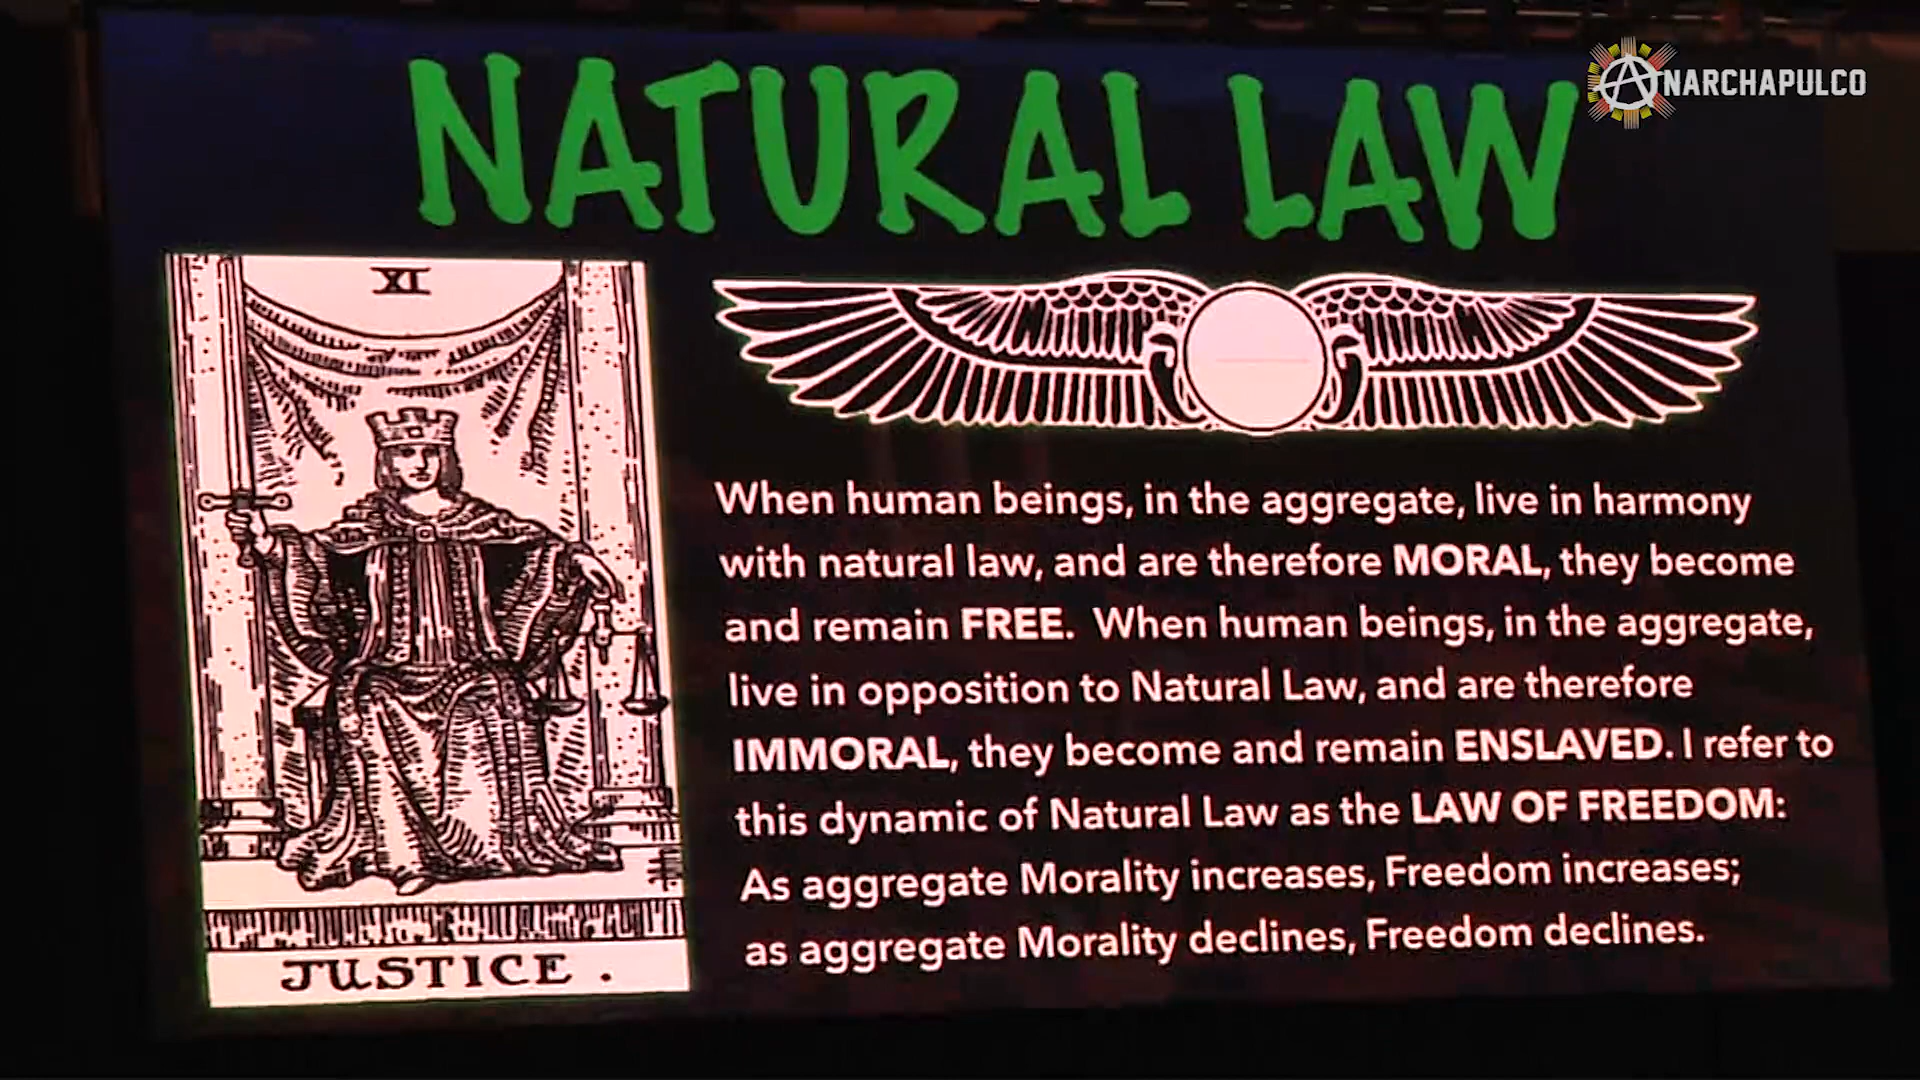 NATURAL LAW
ANARCHAPULCO
XI
When human beings, in the aggregate, live in harmony
with natural law, and are therefore MORAL, they become
and remain FREE. When human beings, in the aggregate,
live in opposition to Natural Law, and are therefore
IMMORAL, they become and remain ENSLAVED. I refer to
this dynamic of Natural Law as the LAW OF FREEDOM:
As aggregate Morality increases, Freedom increases;
as aggregate Morality declines, Freedom declines.
JUSTICE.